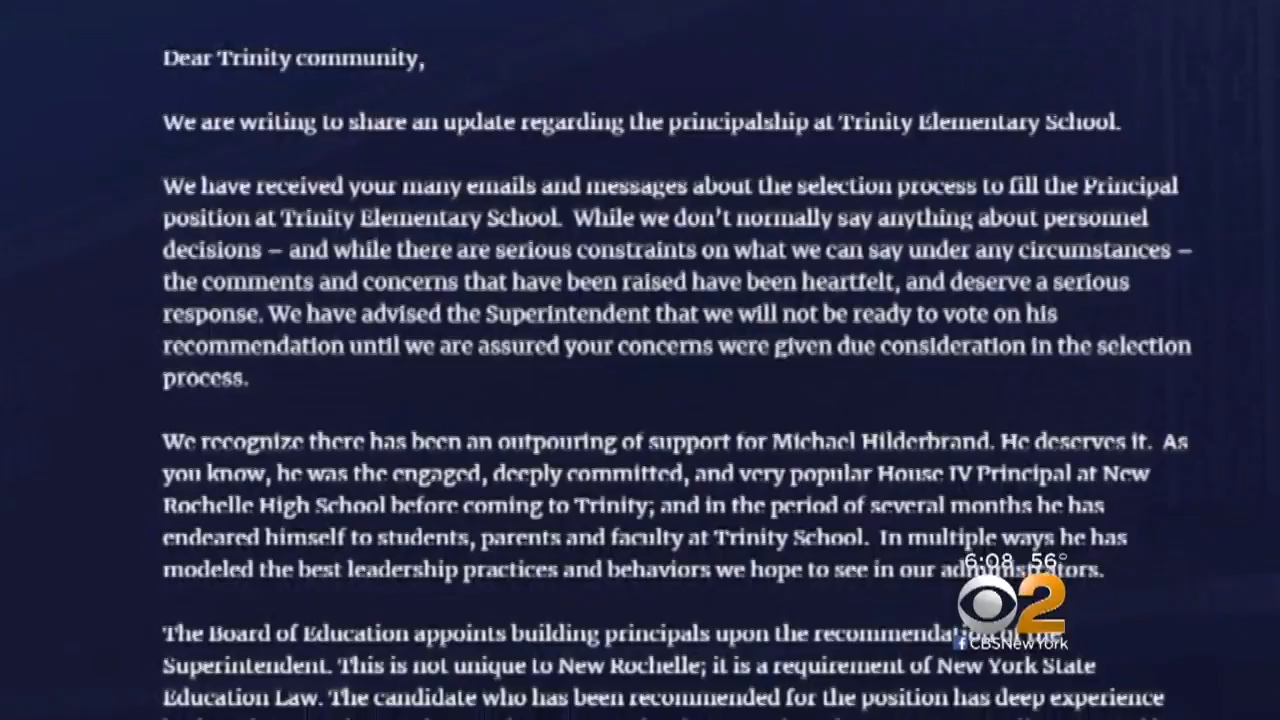 Dear Trinity community,
We are writing to share an update regarding the principalship at Trinity Elementary School.
We have received your many emails and messages about the selection process to fill the Principal
position at Trinity Elementary School.  While we don't normally say anything about personnel
decisions – and while there are serious constraints on what we can say under any circumstances –
the comments and concerns that have been raised have been heartfelt, and deserve a serious
response. We have advised the Superintendent that we will not be ready to vote on his
recommendation until we are assured your concerns were given due consideration in the selection
process.
We recognize there has been an outpouring of support for Michael Hilderbrand. He deserves it.  As
you know, he was the engaged, deeply committed, and very popular House IV Principal at New
Rochelle High School before coming to Trinity; and in the period of several months he has
endeared himself to students, parents and faculty at Trinity School.  In multiple ways he has
modeled the best leadership practices and behaviors we hope to see in our administrators.
6:08 56°
2
The Board of Education appoints building principals upon the recommendation of the
CBSNewYork
Superintendent. This is not unique to New Rochelle; it is a requirement of New York State
Education Law. The candidate who has been recommended for the position has deep experience